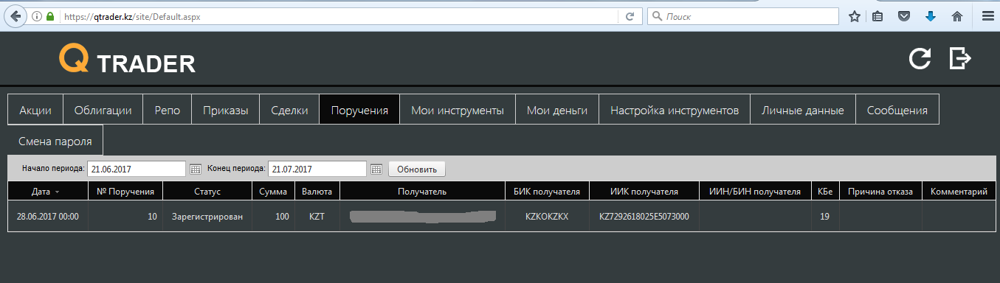 https://qtrader.kz/site/Default.aspx Поиск
Q TRADER
Акции Облигации Репо Приказы Сделки Поручения Мои инструменты Мои деньги Настройка инструментов Личные данные Сообщения
Смена пароля
Начало периода: 21.06.2017 Конец периода: 21.07.2017 Обновить
Дата № Поручения Статус Сумма Валюта Получатель БИК получателя ИИК получателя ИИН/БИН получателя КБе Причина отказа Комментарий
28.06.2017 00:00 10 Зарегистрирован 100 KZT KZKOKZKX KZ7292618025E5073000 19